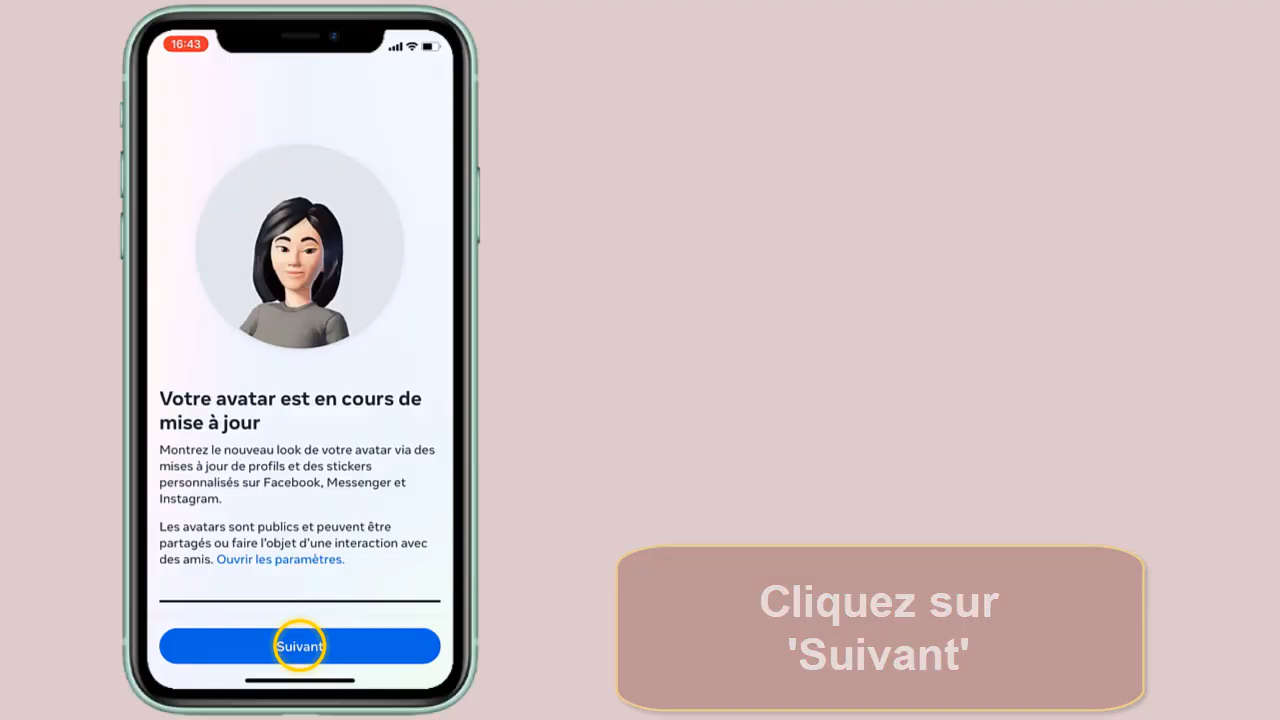 16:43
Votre avatar est en cours de
mise à jour
Montrez le nouveau look de votre avatar via des
mises à jour de profils et des stickers
personnalisés sur Facebook, Messenger et
Instagram.
Les avatars sont publics et peuvent être
partagés ou faire l'objet d'une interaction avec
des amis. Ouvrir les paramètres.
Suivant
Cliquez sur
'Suivant'